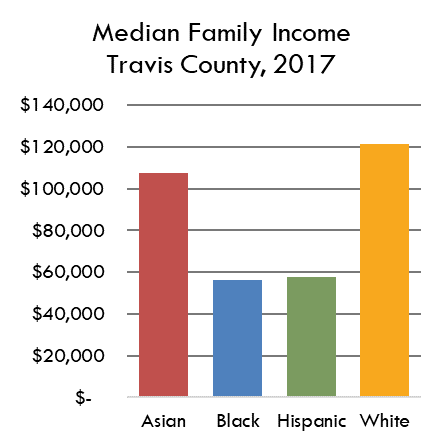 Median Family Income
Travis County, 2017
$140,000
$120,000
$100,000
$80,000
$60,000
$40,000
$20,000
$-
Asian Black Hispanic White